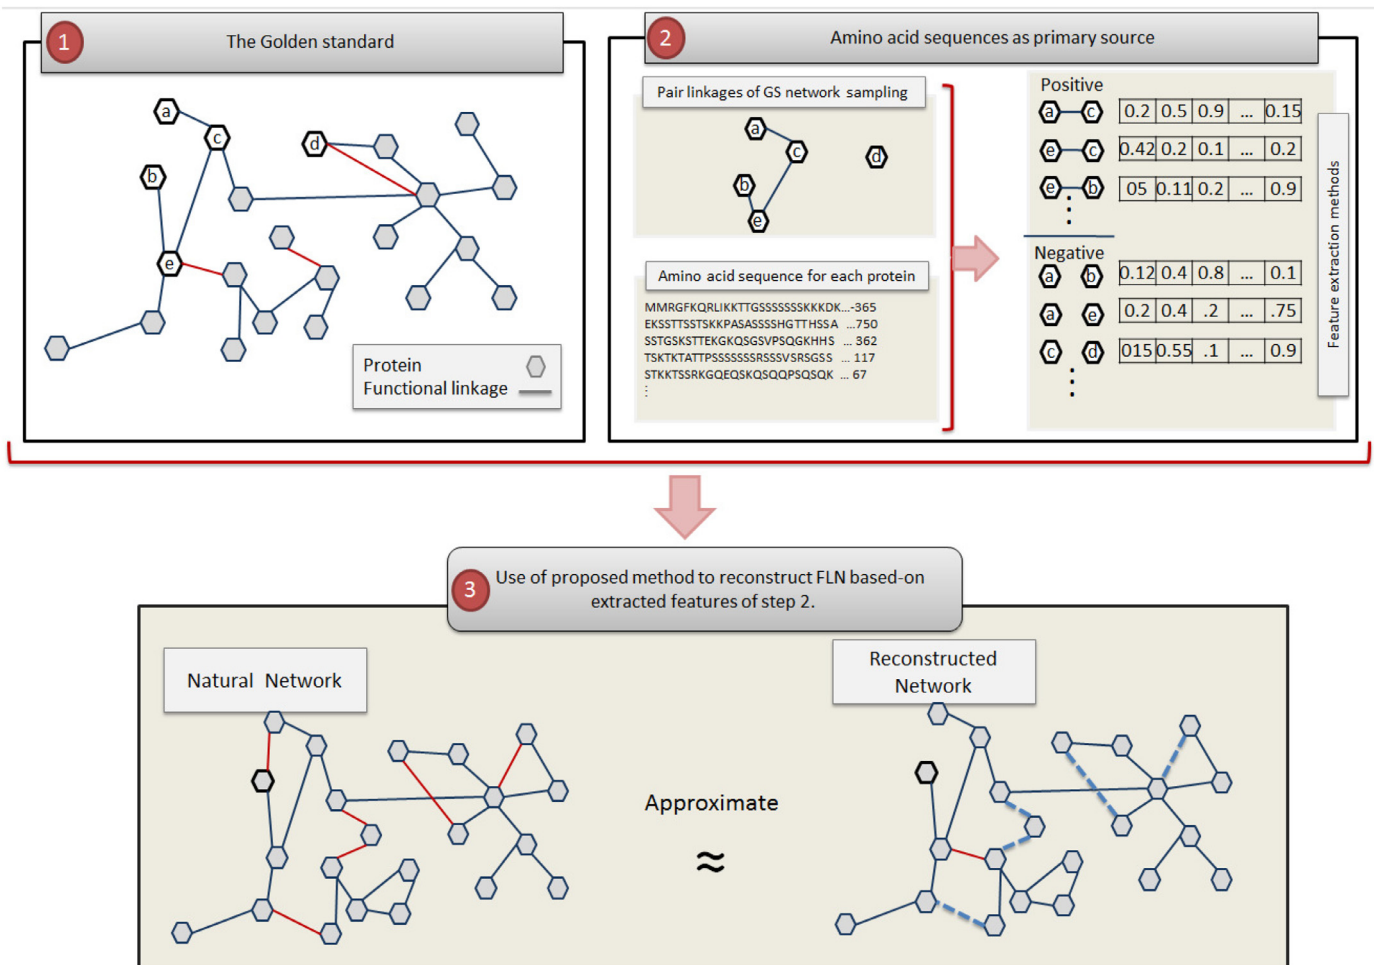 1
The Golden standard
a
c
d
b
e
Protein
Functional linkage
2
Amino acid sequences as primary source
Pair linkages of GS network sampling
a
c
d
b
e
Amino acid sequence for each protein
MMRGFKQRLIKKTTGSSSSSSSKKKDK...-365
EKSSTTSSTSKKPASASSSSHGTTHSSA ...750
SSTGSKSTTEKGKQSGSVPSQGKHHS ... 362
TSKTKTATTPSSSSSSSRSSSVSRSGSS ... 117
STKKTSSRKGQEQSKQSQQPSQSQK ... 67
⋮
Positive
a c 0.2 0.5 0.9 ... 0.15
e c 0.42 0.2 0.1 ... 0.2
e b 05 0.11 0.2 ... 0.9
⋮
Negative
a b 0.12 0.4 0.8 ... 0.1
a e 0.2 0.4 .2 ... .75
c d 015 0.55 .1 ... 0.9
⋮
Feature extraction methods
3
Use of proposed method to reconstruct FLN based-on
extracted features of step 2.
Natural Network
Approximate
≈
Reconstructed
Network